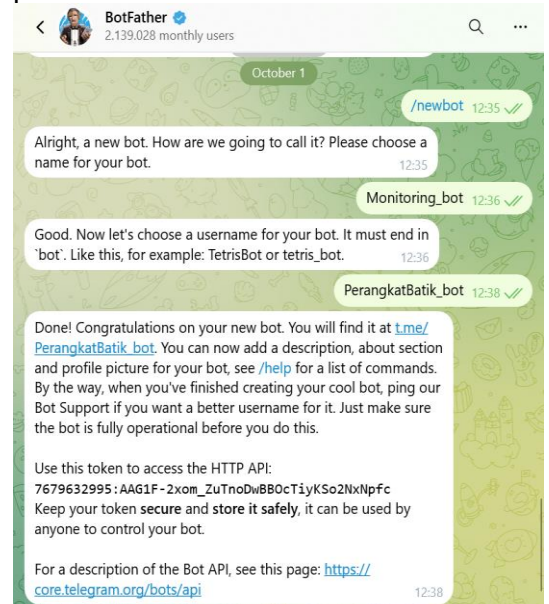 BotFather
2.139.028 monthly users
October 1
/newbot 12:35
Alright, a new bot. How are we going to call it? Please choose a
name for your bot. 12:35
Monitoring_bot 12:36
Good. Now let's choose a username for your bot. It must end in
`bot`. Like this, for example: TetrisBot or tetris_bot. 12:36
PerangkatBatik_bot 12:38
Done! Congratulations on your new bot. You will find it at t.me/
PerangkatBatik_bot. You can now add a description, about section
and profile picture for your bot, see /help for a list of commands.
By the way, when you've finished creating your cool bot, ping our
Bot Support if you want a better username for it. Just make sure
the bot is fully operational before you do this.
Use this token to access the HTTP API:
7679632995:AAG1F-2xom_ZuTnoDwBBOcTiyKSo2NxNpfc
Keep your token secure and store it safely, it can be used by
anyone to control your bot.
For a description of the Bot API, see this page: https://
core.telegram.org/bots/api 12:38